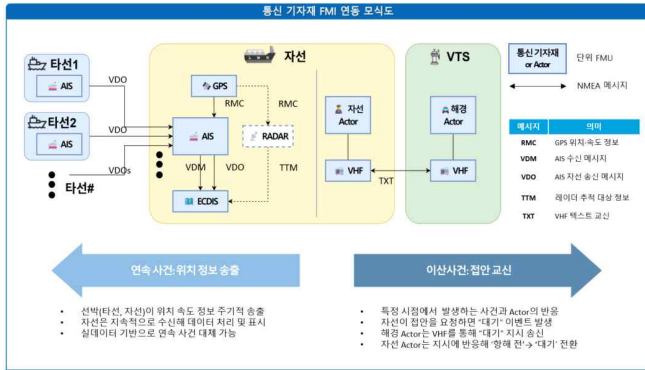 통신 기자재 FMI 연동 모식도
타선1
AIS
VDO
타선2
AIS
VDO
타선#
VDOs
자선
GPS
RMC
RMC
AIS
RADAR
VDM
VDO
TTM
ECDIS
자선
Actor
VHF
TXT
VTS
해경
Actor
VHF
통신 기자재
or Actor
단위 FMU
NMEA 메시지
메시지 의미
RMC GPS 위치·속도 정보
VDM AIS 수신 메시지
VDO AIS 자선 송신 메시지
TTM 레이더 추적 대상 정보
TXT VHF 텍스트 교신
연속 사건: 위치 정보 송출
• 선박(타선, 자선)이 위치 속도 정보 주기적 송출
• 자선은 지속적으로 수신해 데이터 처리 및 표시
• 실데이터 기반으로 연속 사건 대체 가능
이산사건: 접안 교신
• 특정 시점에서 발생하는 사건과 Actor의 반응
• 자선이 접안을 요청하면 “대기” 이벤트 발생
• 해경 Actor는 VHF를 통해 “대기” 지시 송신
• 자선 Actor는 지시에 반응해 ‘항해 전’→ ‘대기’ 전환